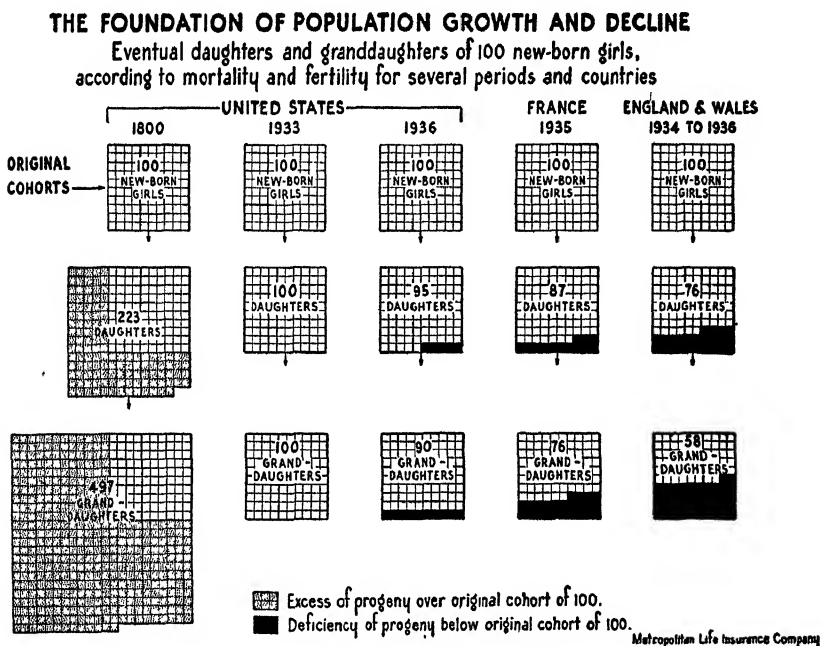 THE FOUNDATION OF POPULATION GROWTH AND DECLINE
Eventual daughters and granddaughters of 100 new-born girls,
according to mortality and fertility for several periods and countries
UNITED STATES
FRANCE
ENGLAND & WALES
1800
1933
1936
1935
1934 TO 1936
ORIGINAL
COHORTS
100
NEW-BORN
GIRLS
100
NEW-BORN
GIRLS
100
NEW-BORN
GIRLS
100
NEW-BORN
GIRLS
100
NEW-BORN
GIRLS
223
DAUGHTERS
100
DAUGHTERS
95
DAUGHTERS
87
DAUGHTERS
76
DAUGHTERS
497
GRAND-
DAUGHTERS
100
GRAND-
DAUGHTERS
90
GRAND-
DAUGHTERS
76
GRAND-
DAUGHTERS
58
GRAND-
DAUGHTERS
Excess of progeny over original cohort of 100.
Deficiency of progeny below original cohort of 100.
Metropolitan Life Insurance Company